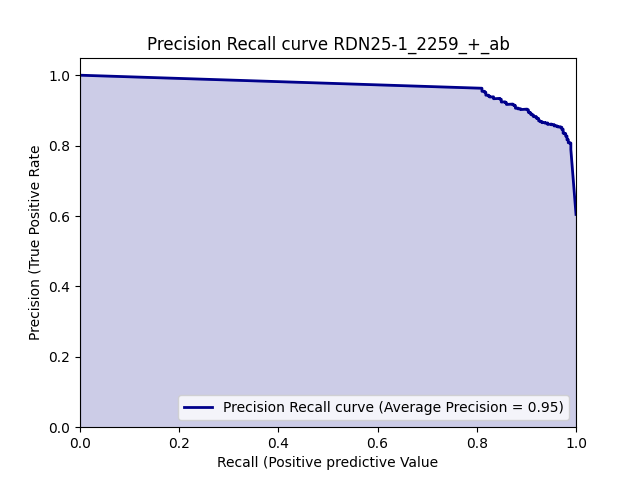 Precision Recall curve RDN25-1_2259_+_ab
Precision (True Positive Rate
1.0
0.8
0.6
0.4
0.2
0.0
Precision Recall curve (Average Precision = 0.95)
0.0 0.2 0.4 0.6 0.8 1.0
Recall (Positive predictive Value